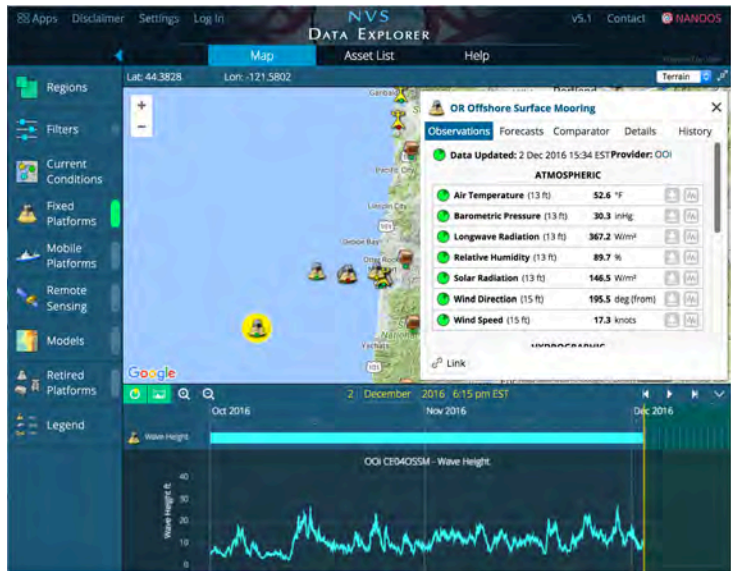 Apps Disclaimer Settings Log In
NVS
DATA EXPLORER
v5.1 Contact NANOOS
Map Asset List Help
Lat: 44.3828 Lon: -121.5802
Terrain
Regions
Filters
Current
Conditions
Fixed
Platforms
Mobile
Platforms
Remote
Sensing
Models
Retired
Platforms
Legend
+
−
Garibaldi
Pacific City
Lincoln City
101
Otter Rock
Yachats
101
Google
OR Offshore Surface Mooring
Observations Forecasts Comparator Details History
Data Updated: 2 Dec 2016 15:34 EST Provider: OOI
ATMOSPHERIC
Air Temperature (13 ft) 52.6 °F
Barometric Pressure (13 ft) 30.3 inHg
Longwave Radiation (13 ft) 367.2 W/m²
Relative Humidity (13 ft) 89.7 %
Solar Radiation (13 ft) 146.5 W/m²
Wind Direction (15 ft) 195.5 deg (from)
Wind Speed (15 ft) 17.3 knots
HYDROGRAPHIC
Link
2 December 2016 6:15 pm EST
Oct 2016 Nov 2016 Dec 2016
Wave Height
OOI CE04OSSM - Wave Height
Wave Height ft
40
30
20
10
0